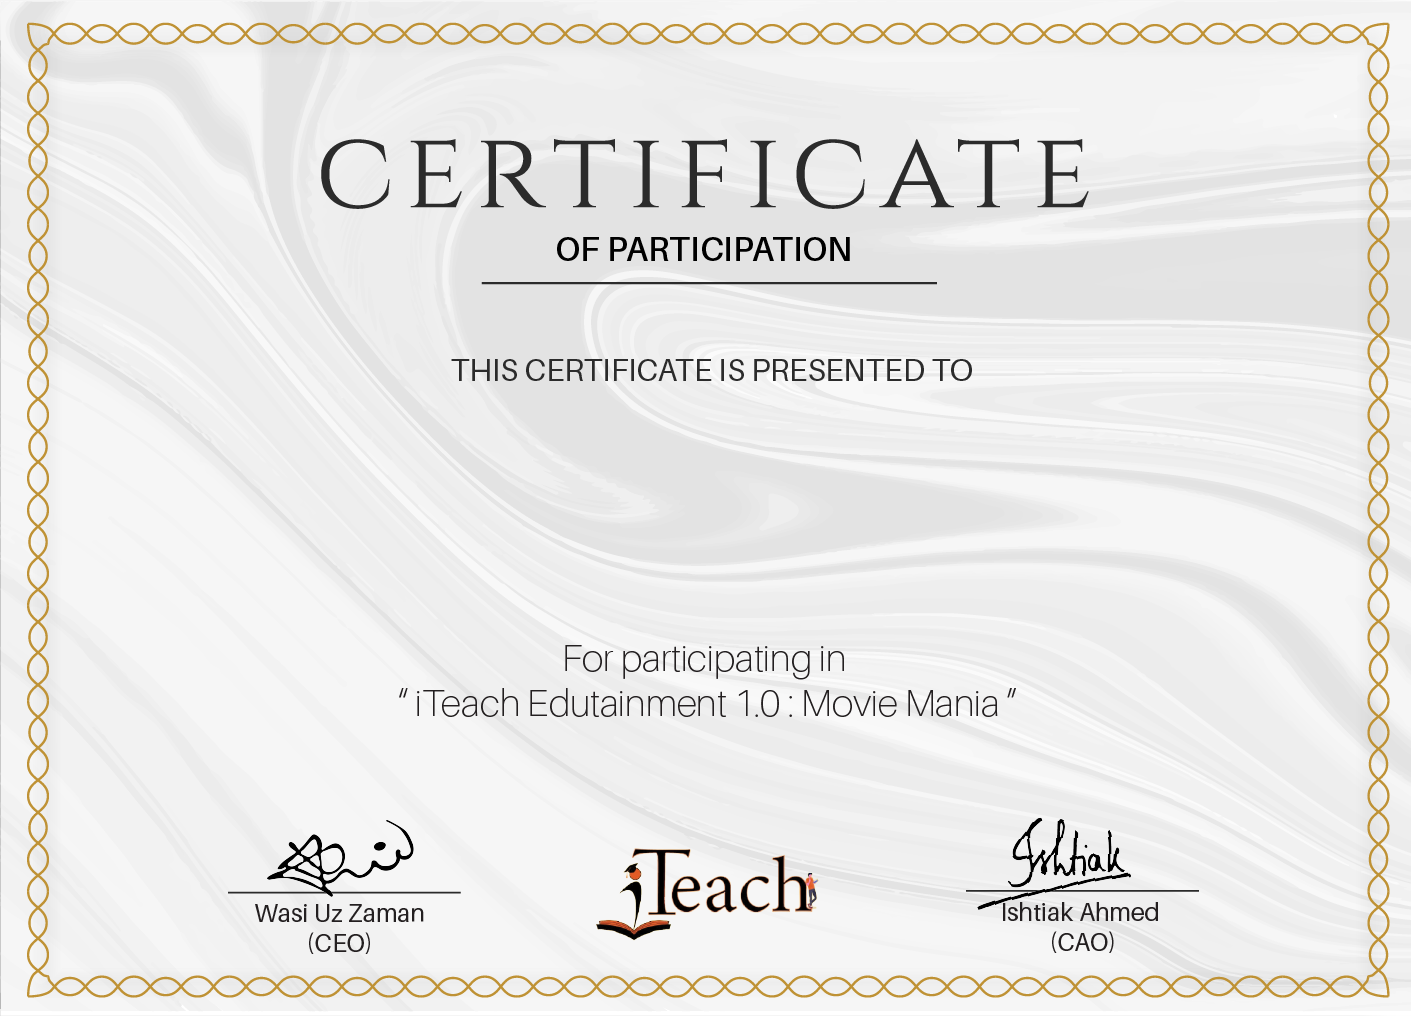 CERTIFICATE
OF PARTICIPATION
THIS CERTIFICATE IS PRESENTED TO
For participating in
“ iTeach Edutainment 1.0 : Movie Mania ”
Ishtiak
Wasi Uz Zaman
(CEO)
iTeach
Ishtiak Ahmed
(CAO)